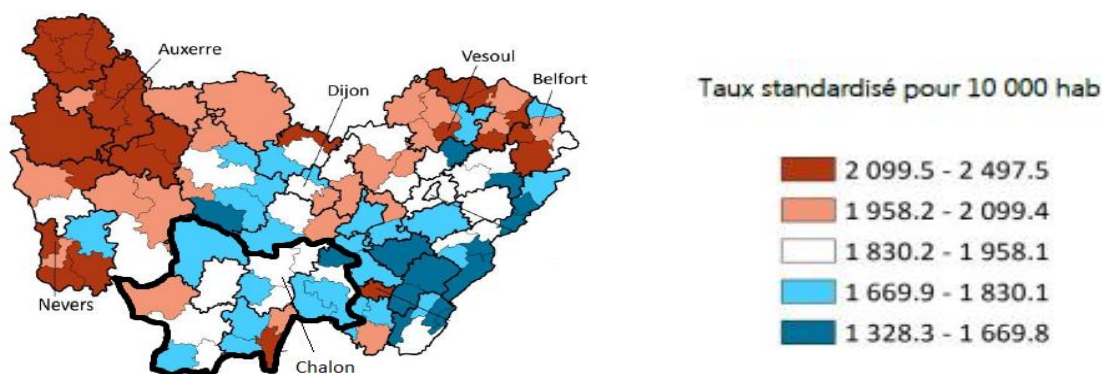 Auxerre
Vesoul
Belfort
Dijon
Nevers
Chalon
Taux standardisé pour 10 000 hab
2 099.5 - 2 497.5
1 958.2 - 2 099.4
1 830.2 - 1 958.1
1 669.9 - 1 830.1
1 328.3 - 1 669.8